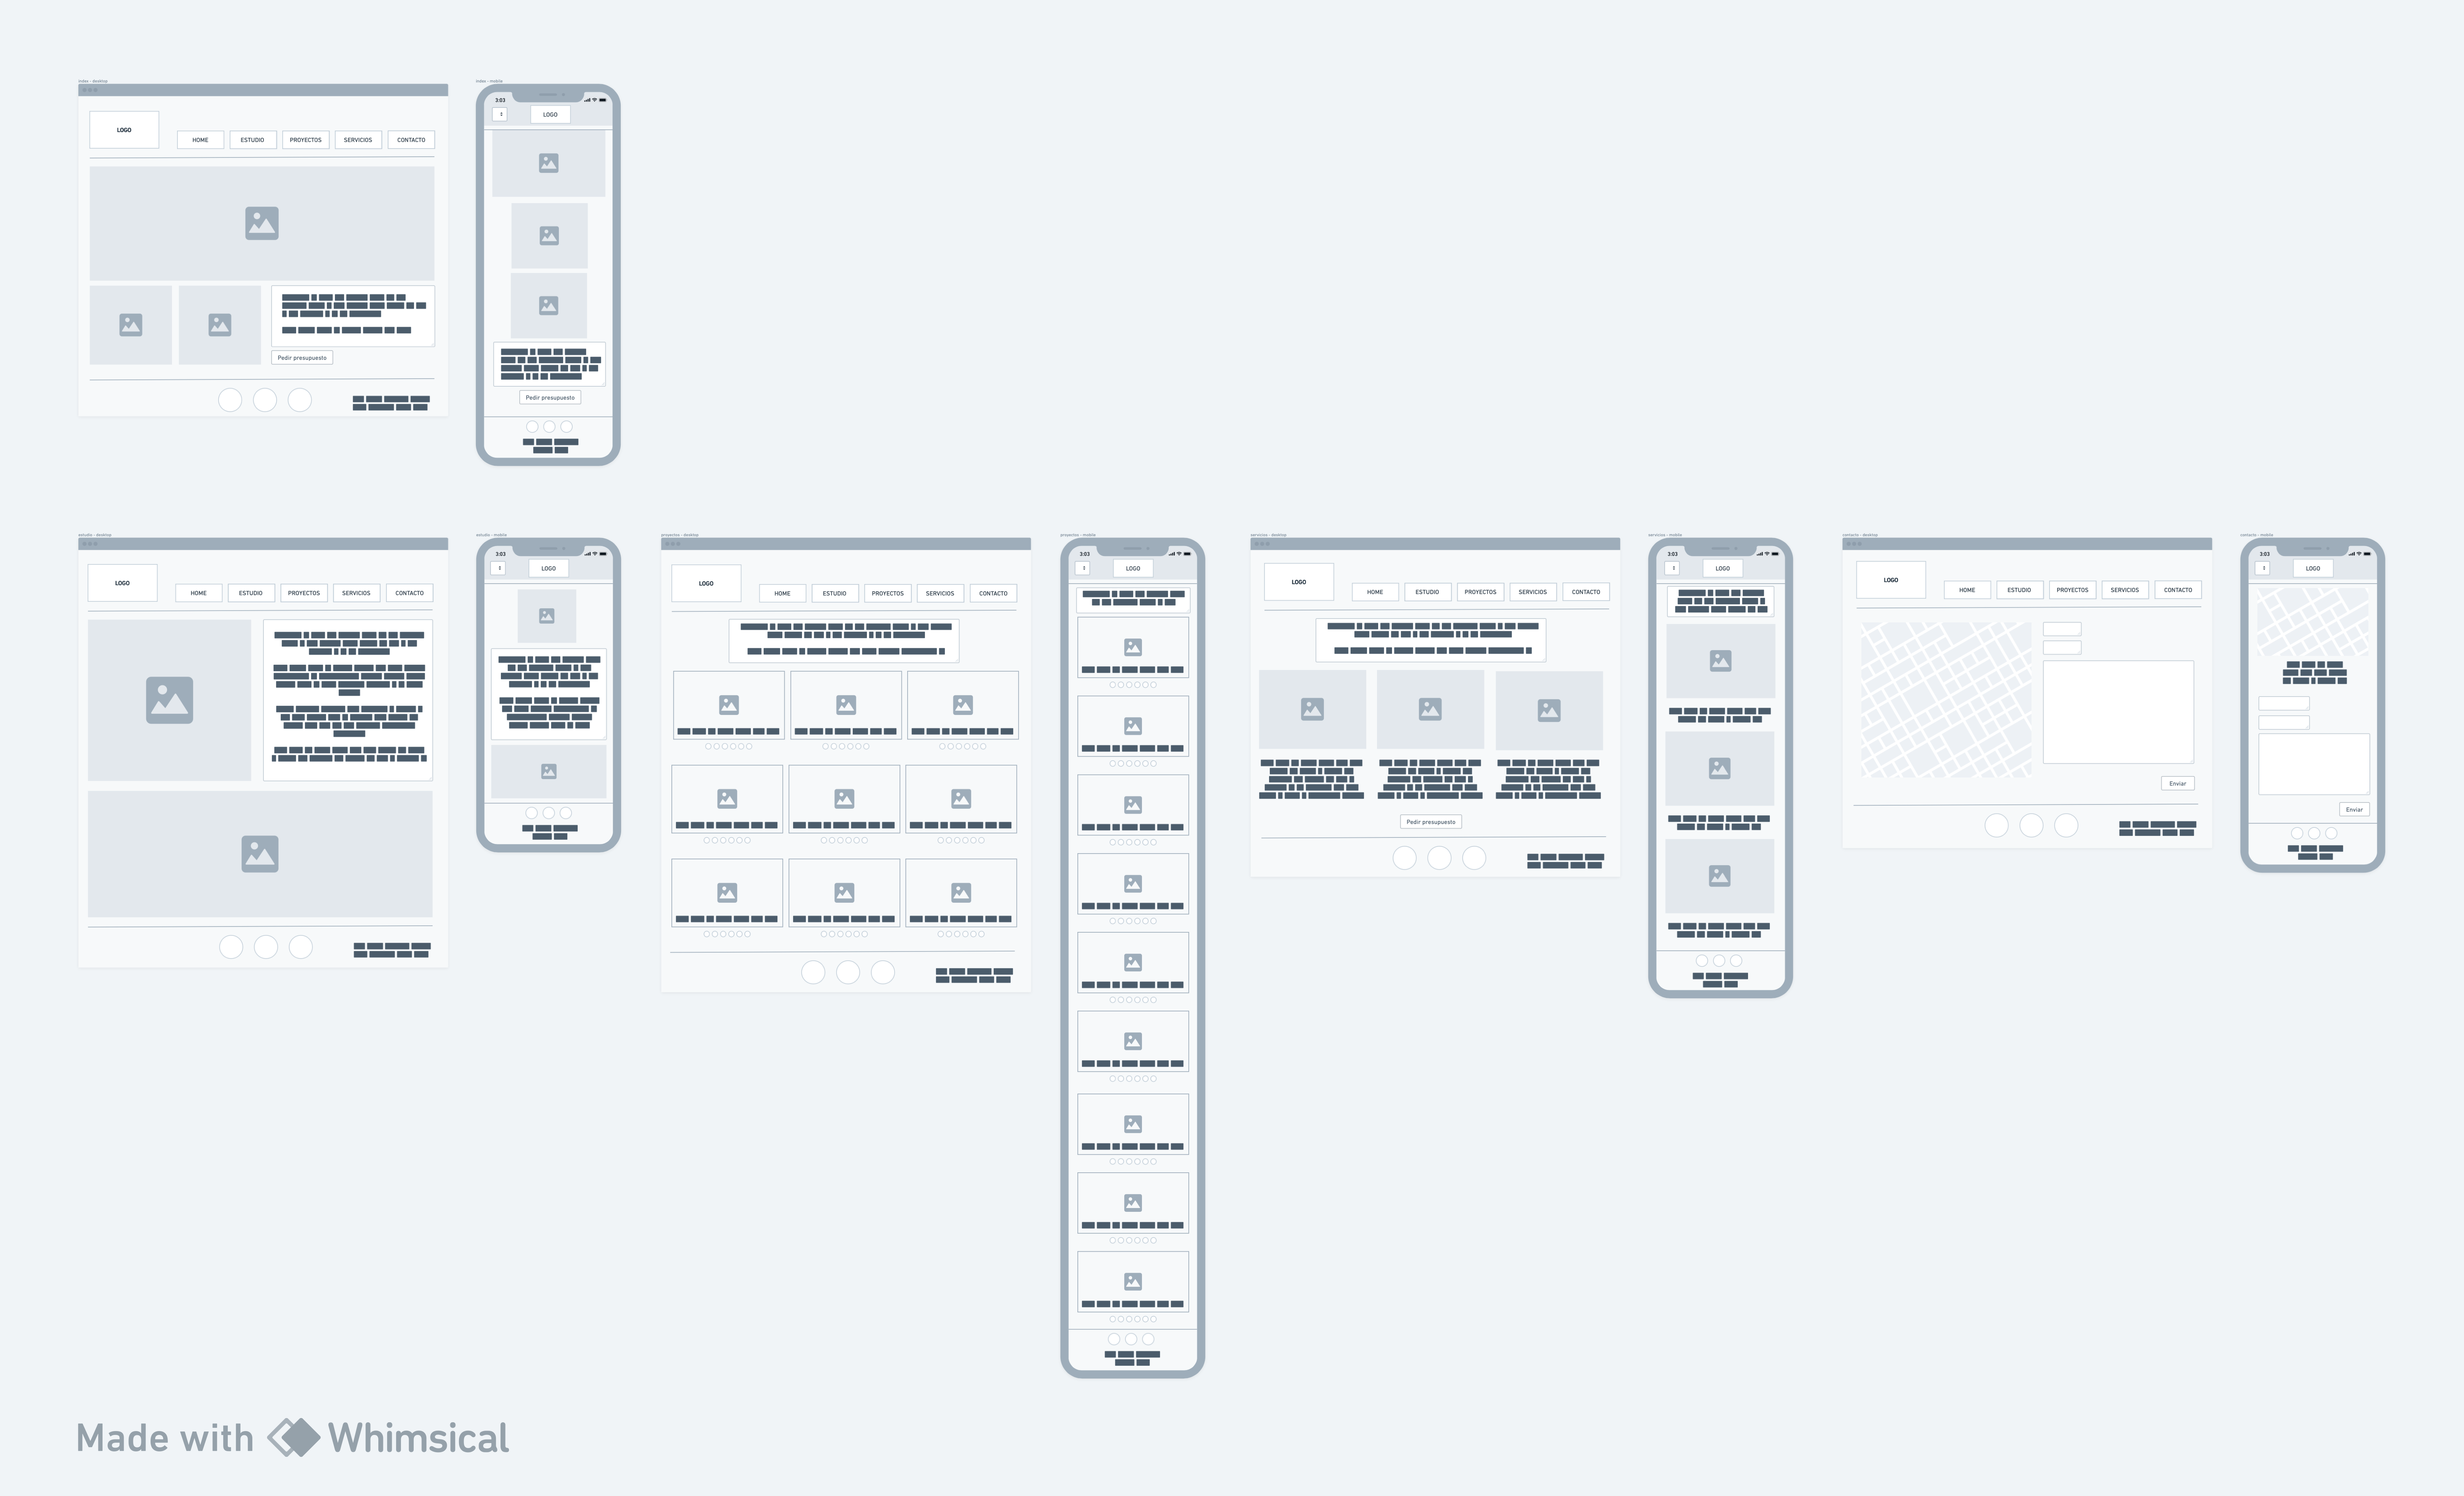 index - desktop
LOGO
HOME ESTUDIO PROYECTOS SERVICIOS CONTACTO
Pedir presupuesto
index - mobile
3:03
LOGO
Pedir presupuesto
estudio - desktop
LOGO
HOME ESTUDIO PROYECTOS SERVICIOS CONTACTO
estudio - mobile
3:03
LOGO
proyectos - desktop
LOGO
HOME ESTUDIO PROYECTOS SERVICIOS CONTACTO
proyectos - mobile
3:03
LOGO
servicios - desktop
LOGO
HOME ESTUDIO PROYECTOS SERVICIOS CONTACTO
Pedir presupuesto
servicios - mobile
3:03
LOGO
contacto - desktop
LOGO
HOME ESTUDIO PROYECTOS SERVICIOS CONTACTO
Enviar
contacto - mobile
3:03
LOGO
Enviar
Made with Whimsical